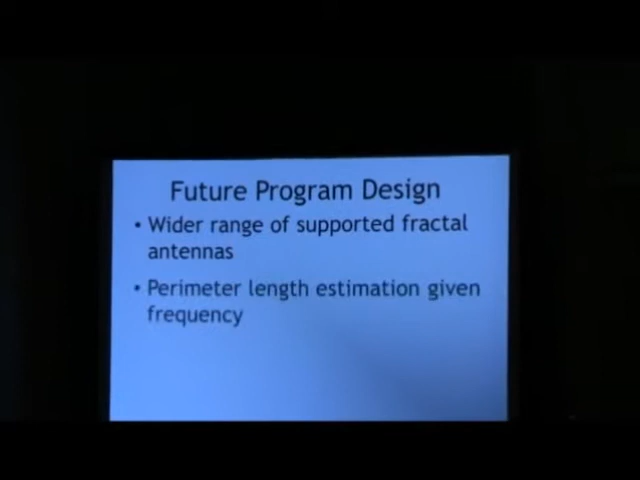 Future Program Design
• Wider range of supported fractal
antennas
• Perimeter length estimation given
frequency